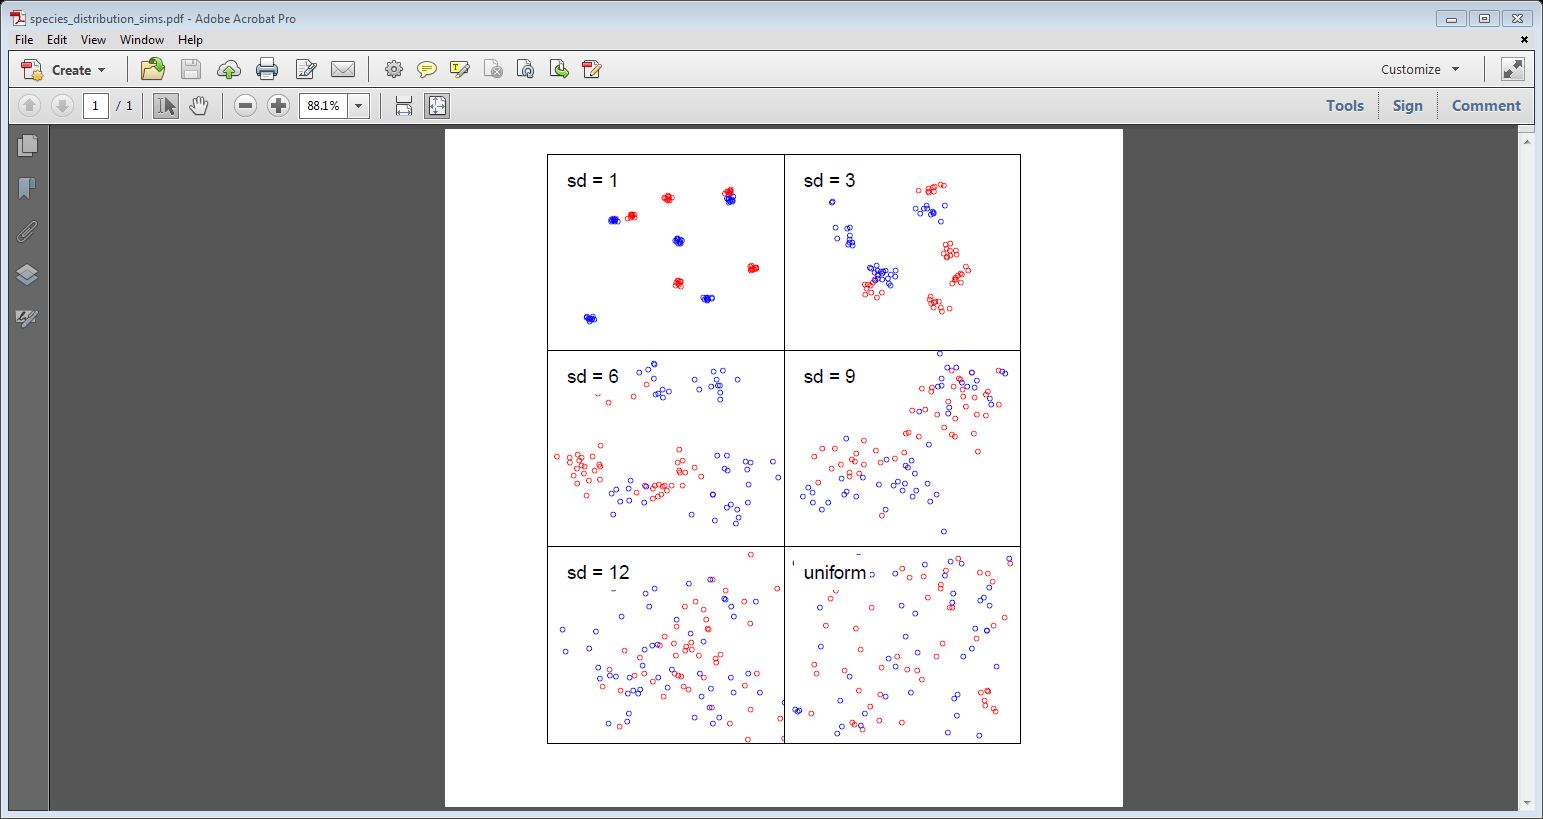 species_distribution_sims.pdf - Adobe Acrobat Pro
File Edit View Window Help
Create
Customize
1 / 1
88.1%
Tools Sign Comment
sd = 1
sd = 3
sd = 6
sd = 9
sd = 12
uniform